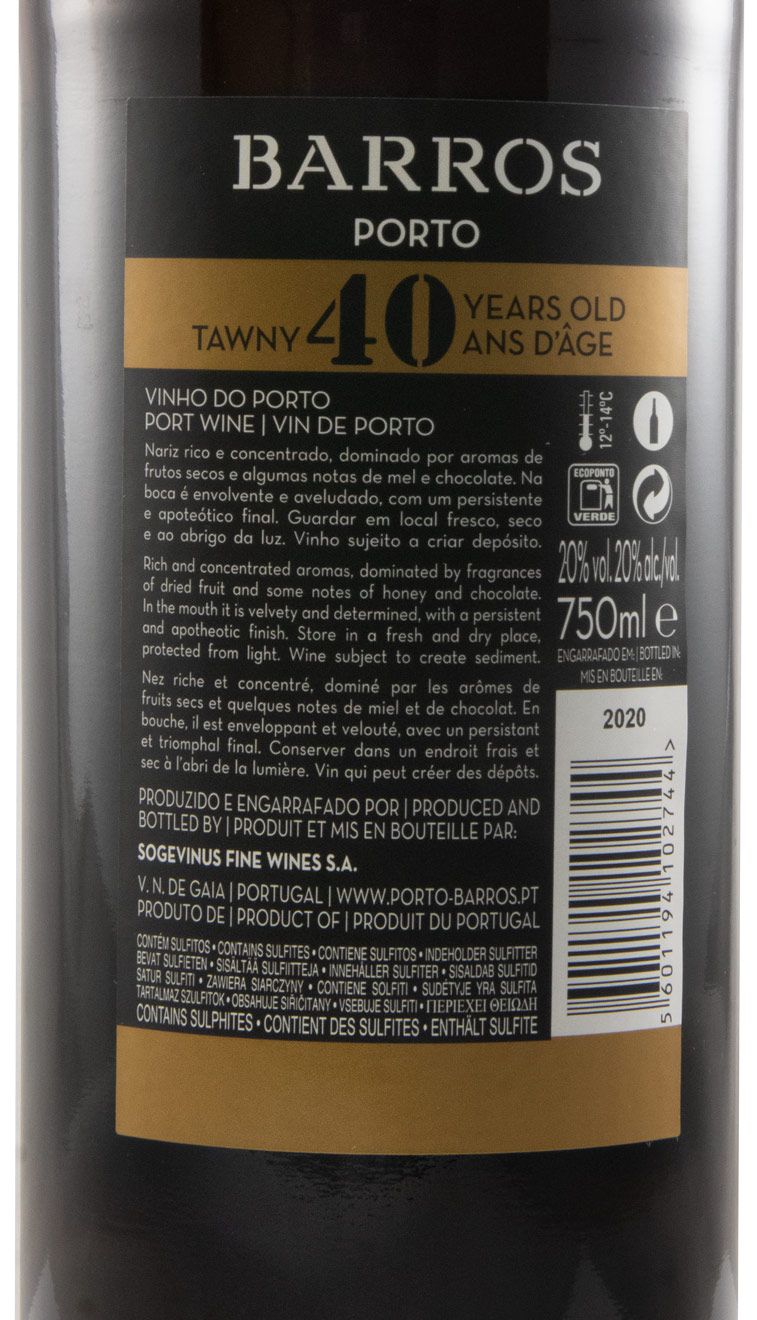 BARROS
PORTO
TAWNY 40 YEARS OLD
ANS D'ÂGE
VINHO DO PORTO
PORT WINE | VIN DE PORTO
Nariz rico e concentrado, dominado por aromas de
frutos secos e algumas notas de mel e chocolate. Na
boca é envolvente e aveludado, com um persistente
e apoteótico final. Guardar em local fresco, seco
e ao abrigo da luz. Vinho sujeito a criar depósito.
Rich and concentrated aromas, dominated by fragrances
of dried fruit and some notes of honey and chocolate.
In the mouth it is velvety and determined, with a persistent
and apotheotic finish. Store in a fresh and dry place,
protected from light. Wine subject to create sediment.
Nez riche et concentré, dominé par les arômes de
fruits secs et quelques notes de miel et de chocolat. En
bouche, il est enveloppant et velouté, avec un persistant
et triomphal final. Conserver dans un endroit frais et
sec à l'abri de la lumière. Vin qui peut créer des dépôts.
PRODUZIDO E ENGARRAFADO POR | PRODUCED AND
BOTTLED BY | PRODUIT ET MIS EN BOUTEILLE PAR:
SOGEVINUS FINE WINES S.A.
V. N. DE GAIA | PORTUGAL | WWW.PORTO-BARROS.PT
PRODUTO DE | PRODUCT OF | PRODUIT DU PORTUGAL
CONTÉM SULFITOS • CONTAINS SULFITES • CONTIENE SULFITOS • INDEHOLDER SULFITTER
BEVAT SULFIETEN • SISÄLTÄÄ SULFIITTEJA • INNEHÅLLER SULFITER • SISALDAB SULFITID
SATUR SULFITI • ZAWIERA SIARCZYNY • CONTIENE SOLFITI • SUDĖTYJE YRA SULFITA
TARTALMAZ SZULFITOK • OBSAHUJE SIŘIČITANY • VSEBUJE SULFITI • ΠΕΡΙΕΧΕΙ ΘΕΙΩΔΗ
CONTAINS SULPHITES • CONTIENT DES SULFITES • ENTHÄLT SULFITE
12º-14ºC
ECOPONTO
VERDE
20% vol. 20% alc./vol.
750ml e
ENGARRAFADO EM: | BOTTLED IN:
MIS EN BOUTEILLE EN:
2020
5 601194 102744 >